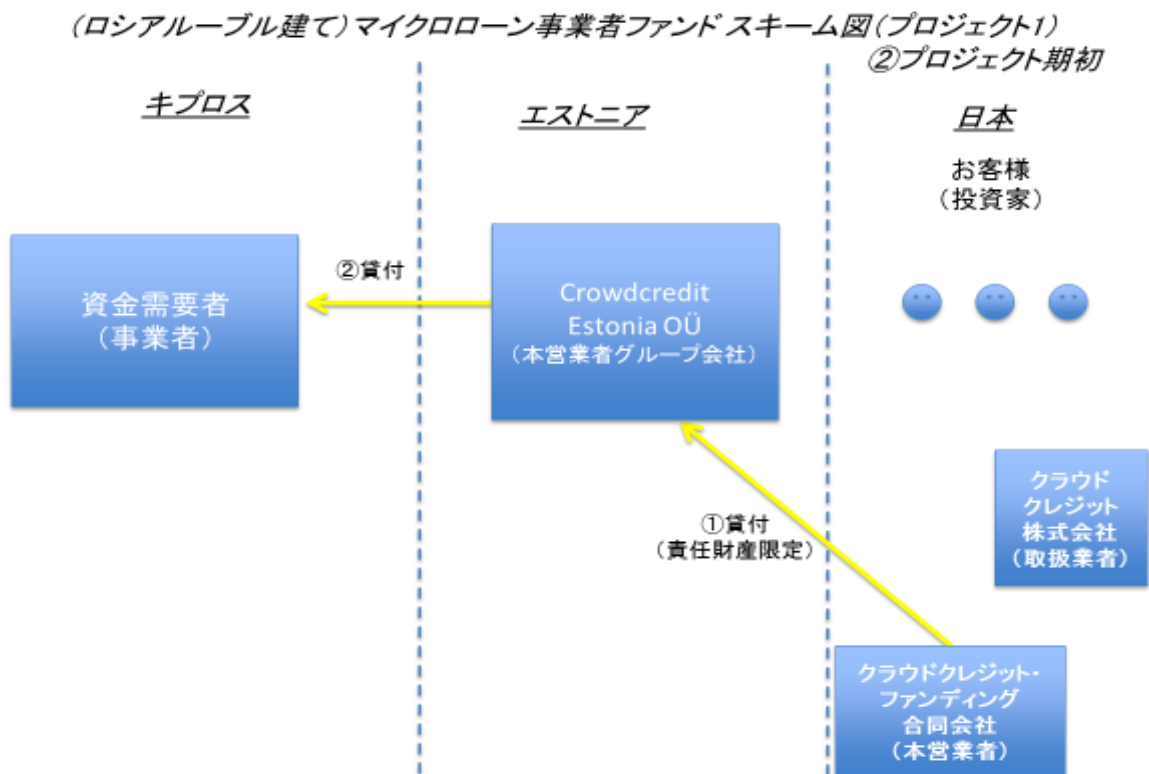 (ロシアルーブル建て)マイクロローン事業者ファンド スキーム図(プロジェクト1)
②プロジェクト期初
キプロス
エストニア
日本
お客様
(投資家)
資金需要者
(事業者)
②貸付
Crowdcredit
Estonia OÜ
(本営業者グループ会社)
①貸付
(責任財産限定)
クラウド
クレジット
株式会社
(取扱業者)
クラウドクレジット・
ファンディング
合同会社
(本営業者)